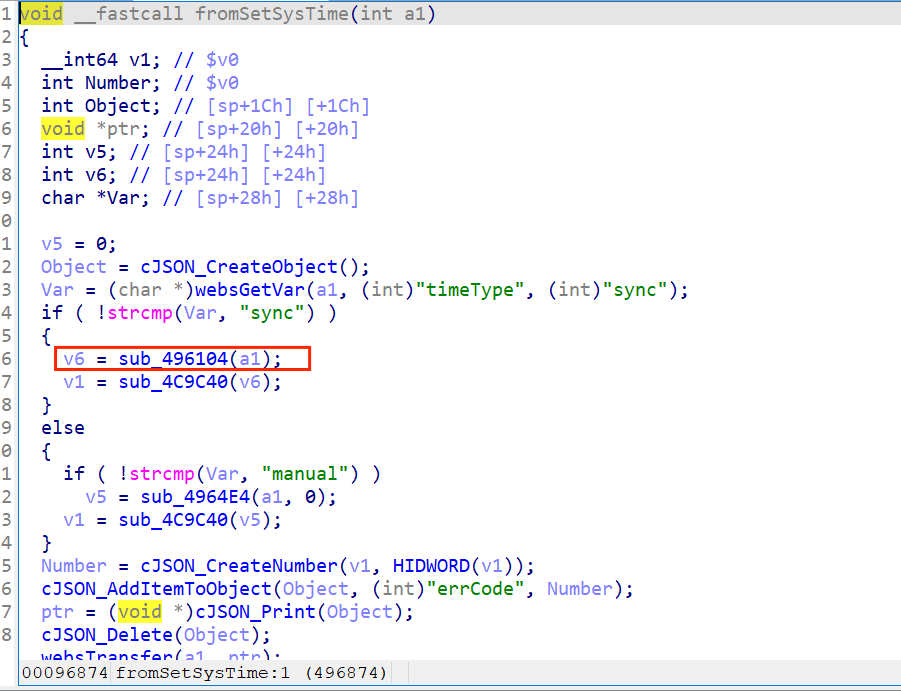 1 void __fastcall fromSetSysTime(int a1)
2 {
3 __int64 v1; // $v0
4 int Number; // $v0
5 int Object; // [sp+1Ch] [+1Ch]
6 void *ptr; // [sp+20h] [+20h]
7 int v5; // [sp+24h] [+24h]
8 int v6; // [sp+24h] [+24h]
9 char *Var; // [sp+28h] [+28h]
0
1 v5 = 0;
2 Object = cJSON_CreateObject();
3 Var = (char *)websGetVar(a1, (int)"timeType", (int)"sync");
4 if ( !strcmp(Var, "sync") )
5 {
6 v6 = sub_496104(a1);
7 v1 = sub_4C9C40(v6);
8 }
9 else
0 {
1 if ( !strcmp(Var, "manual") )
2 v5 = sub_4964E4(a1, 0);
3 v1 = sub_4C9C40(v5);
4 }
5 Number = cJSON_CreateNumber(v1, HIDWORD(v1));
6 cJSON_AddItemToObject(Object, (int)"errCode", Number);
7 ptr = (void *)cJSON_Print(Object);
8 cJSON_Delete(Object);
websTransfer(a1, ptr);
00096874 fromSetSysTime:1 (496874)